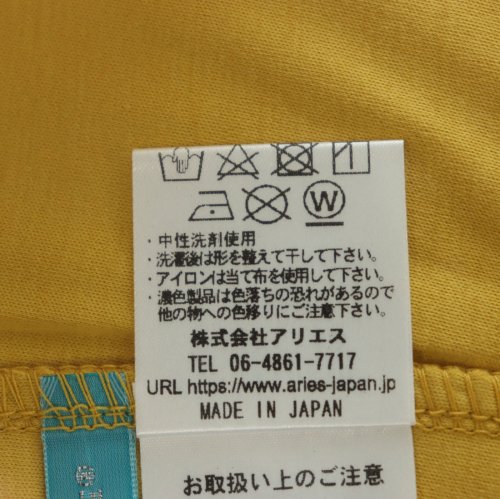 W
・中性洗剤使用
・洗濯後は形を整えて干して下さい。
・アイロンは当て布を使用して下さい。
・濃色製品は色落ちの恐れがあるので
他の物への色移りにご注意下さい。
株式会社アリエス
TEL 06-4861-7717
URL https://www.aries-japan.jp/
MADE IN JAPAN
お取扱い上のご注意